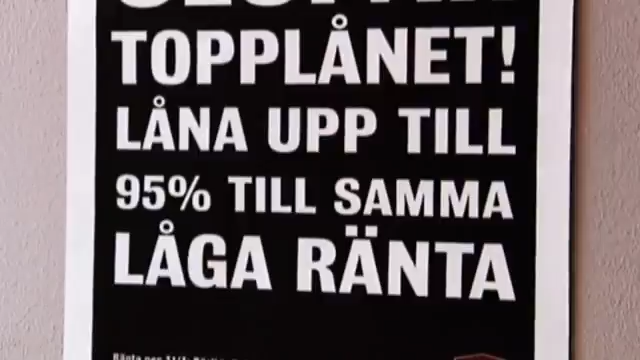 TOPPLÅNET!
LÅNA UPP TILL
95% TILL SAMMA
LÅGA RÄNTA